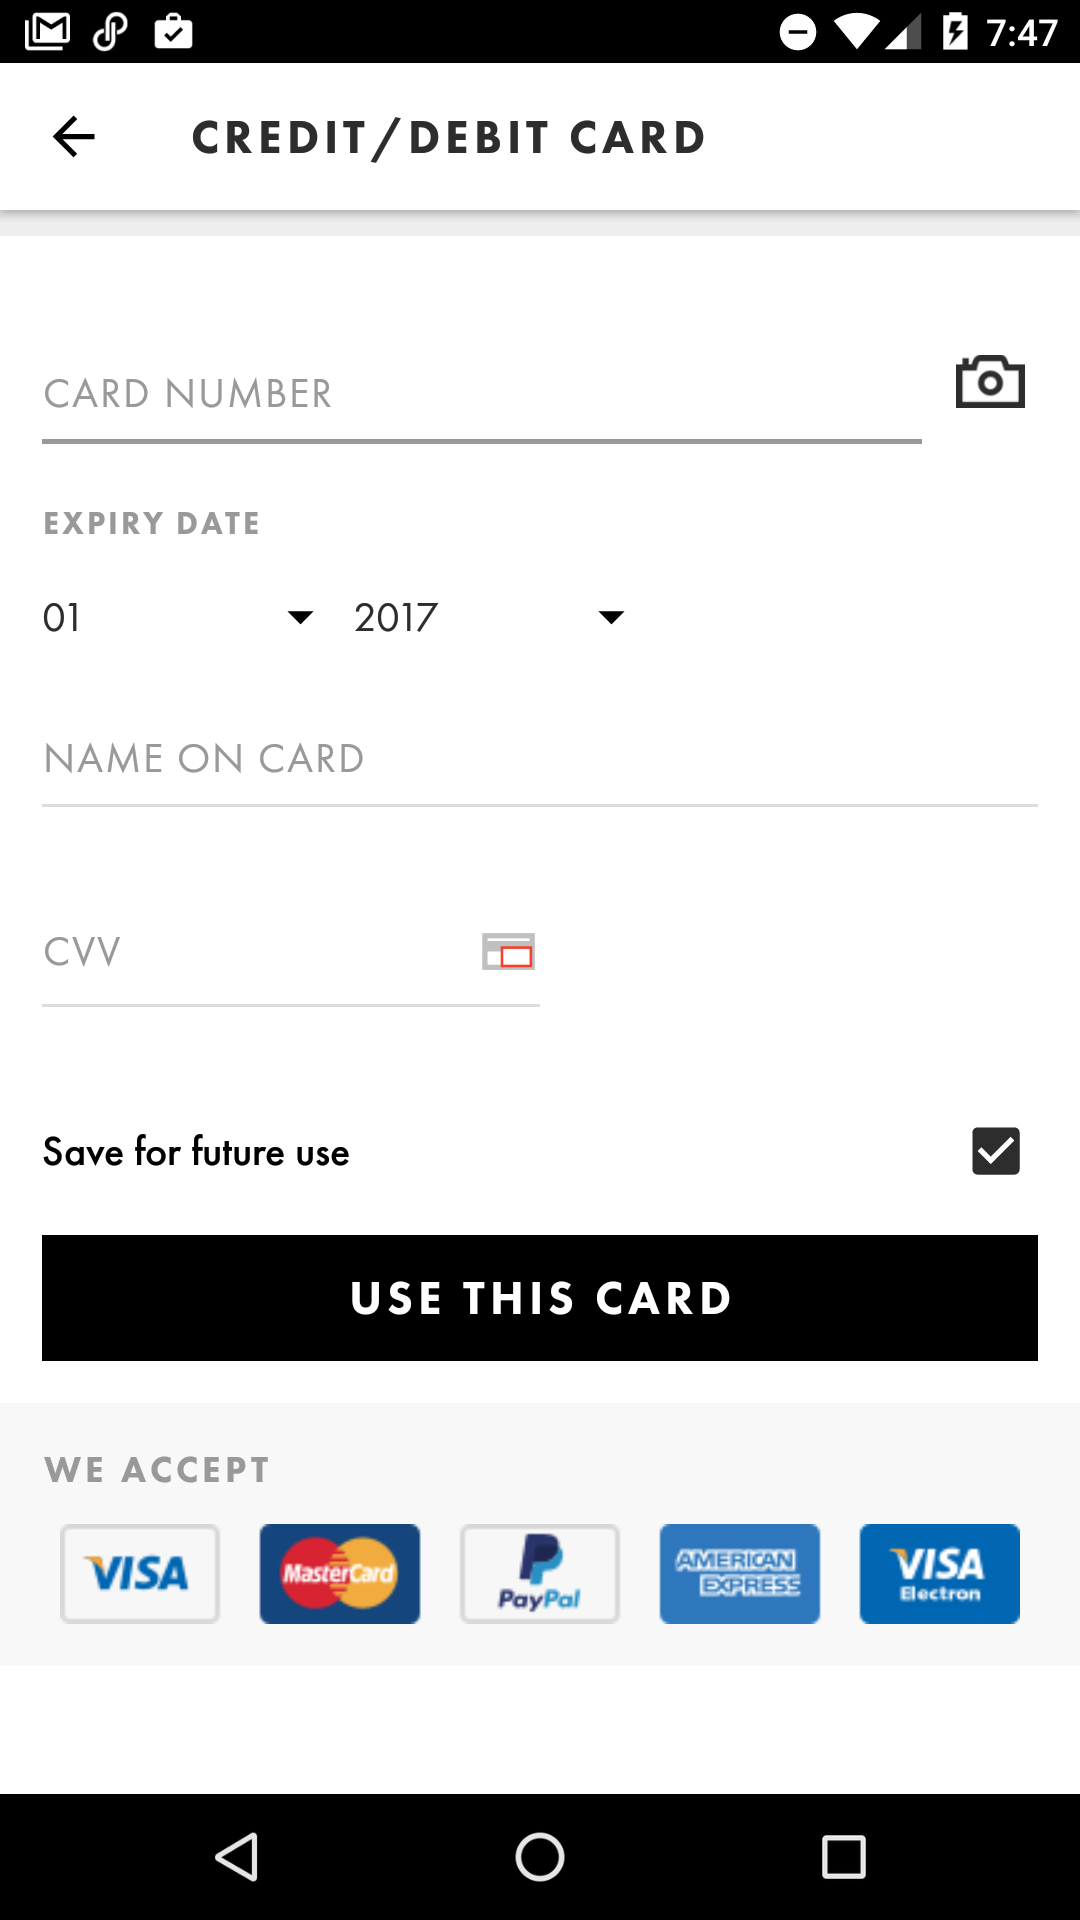 7:47
CREDIT/DEBIT CARD
CARD NUMBER
EXPIRY DATE
01 2017
NAME ON CARD
CVV
Save for future use
USE THIS CARD
WE ACCEPT
VISA MasterCard PayPal AMERICAN EXPRESS VISA Electron